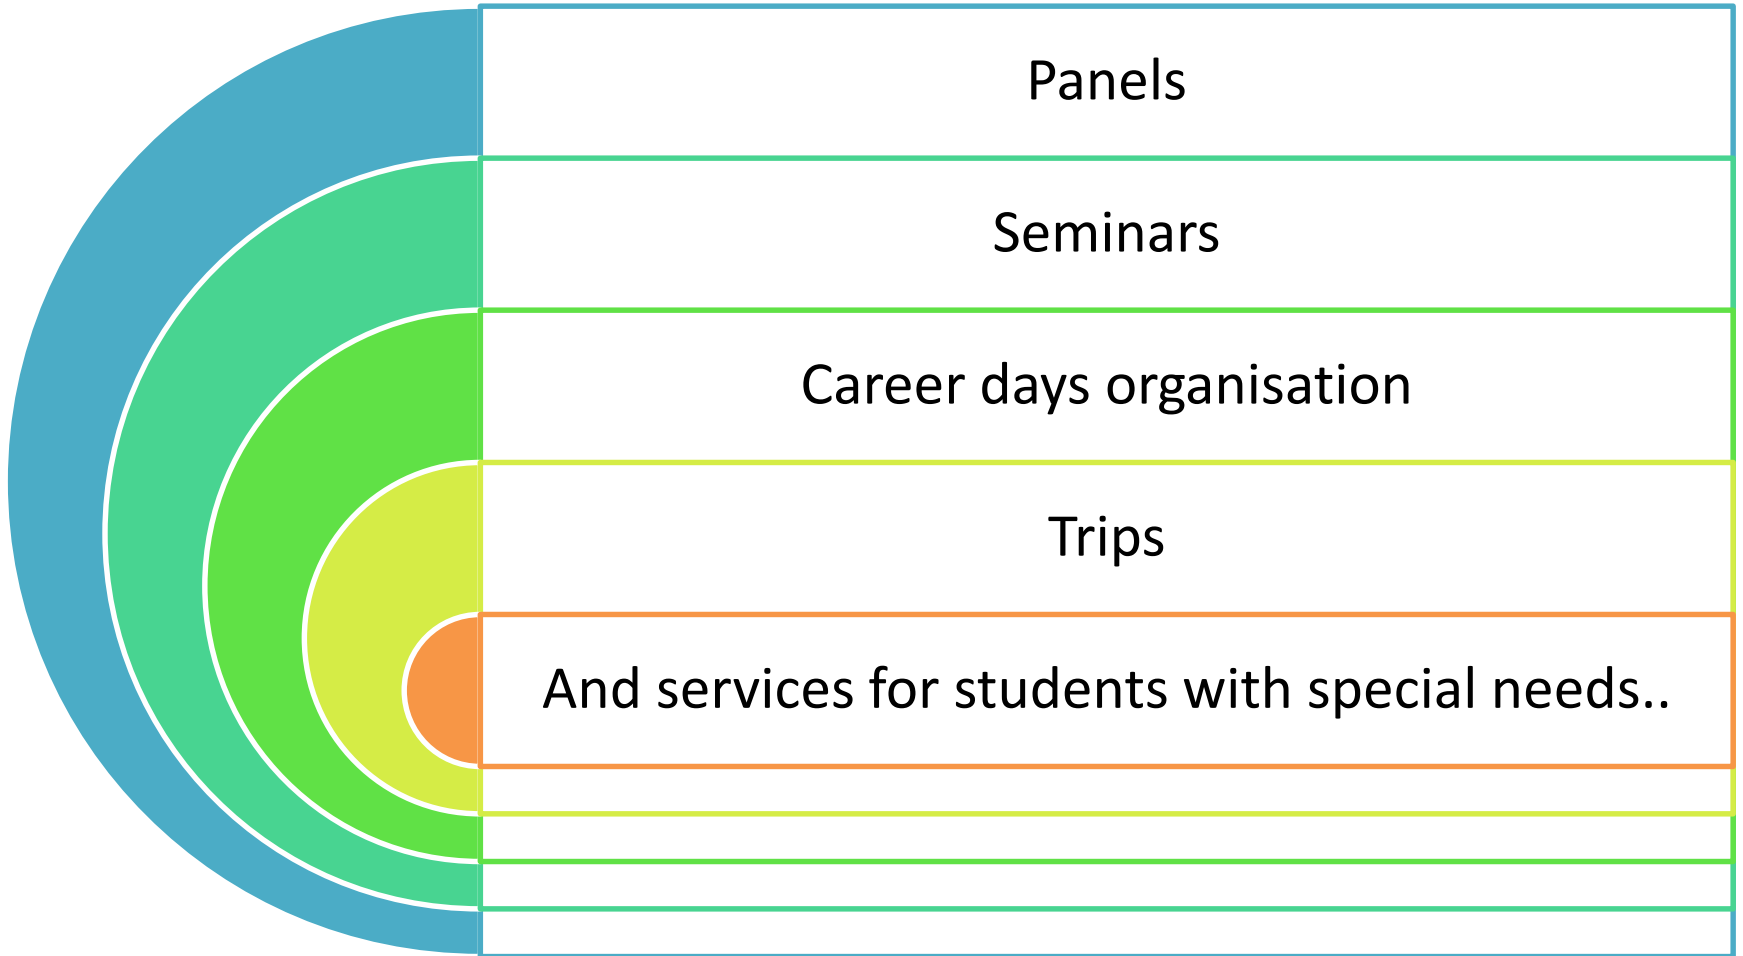 Panels
Seminars
Career days organisation
Trips
And services for students with special needs..